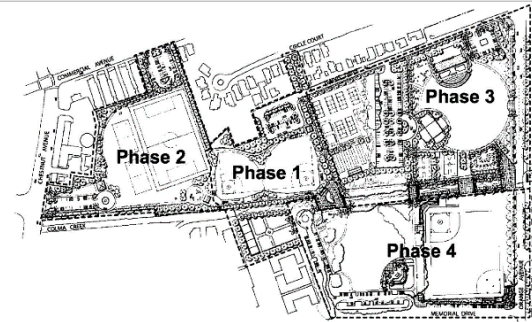 COMMERCIAL AVENUE
CIRCLE COURT
Phase 3
CHESTNUT AVENUE
Phase 2
Phase 1
COLMA CREEK
Phase 4
MEMORIAL DRIVE